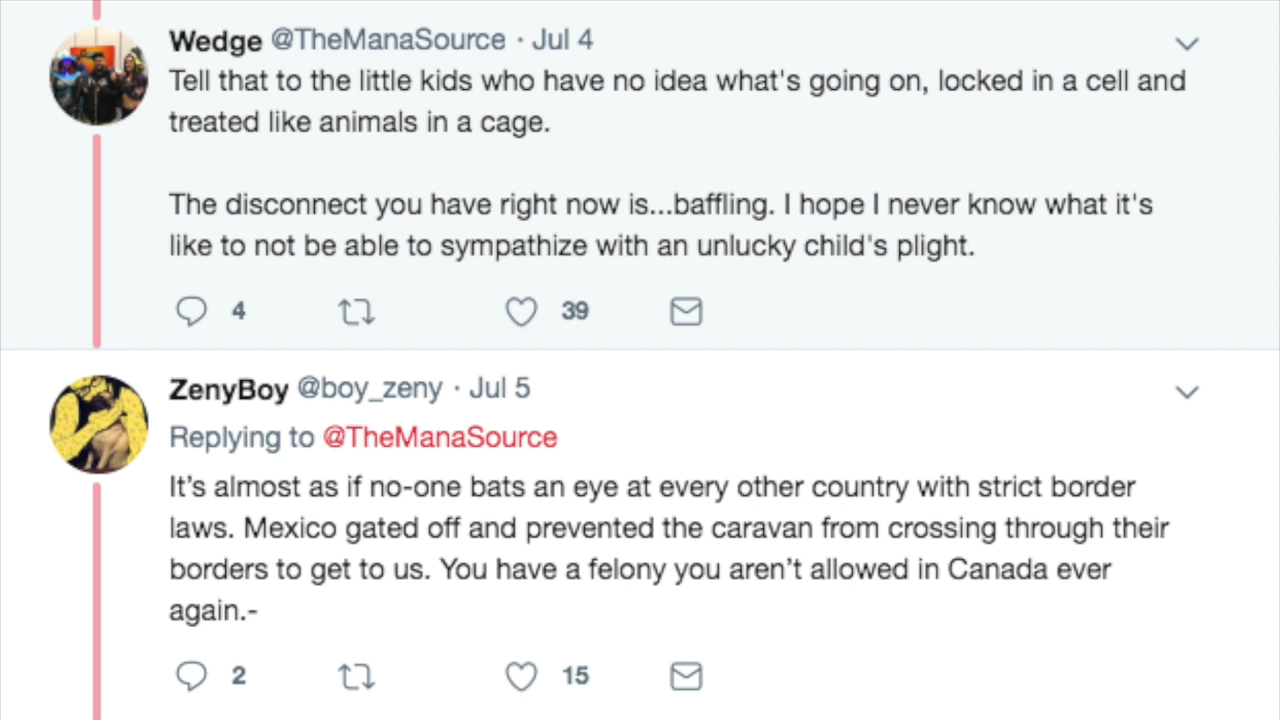 Wedge @TheManaSource · Jul 4
Tell that to the little kids who have no idea what's going on, locked in a cell and
treated like animals in a cage.
The disconnect you have right now is...baffling. I hope I never know what it's
like to not be able to sympathize with an unlucky child's plight.
4 39
ZenyBoy @boy_zeny · Jul 5
Replying to @TheManaSource
It’s almost as if no-one bats an eye at every other country with strict border
laws. Mexico gated off and prevented the caravan from crossing through their
borders to get to us. You have a felony you aren’t allowed in Canada ever
again.-
2 15